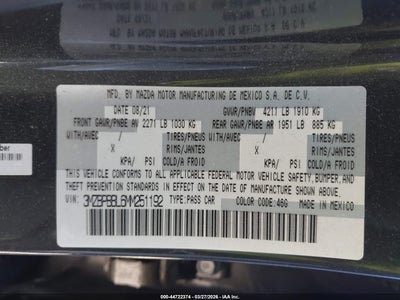 MFD. BY MAZDA MOTOR MANUFACTURING DE MEXICO S.A. DE C.V.
DATE 08/21 GVWR/PNBV 4211 LB 1910 KG
FRONT GAWR/PNBE AV 2271 LB 1030 KG REAR GAWR/PNBE AR 1951 LB 885 KG
WITH/AVEC / TIRES/PNEUS WITH/AVEC / TIRES/PNEUS
X RIMS/JANTES X RIMS/JANTES
KPA/ PSI COLD/FROID KPA/ PSI COLD/FROID
THIS VEHICLE CONFORMS TO ALL APPLICABLE FEDERAL MOTOR VEHICLE SAFETY, BUMPER, AND
THEFT PREVENTION STANDARDS IN EFFECT ON THE DATE OF MANUFACTURE SHOWN ABOVE.
VIN: TYPE: PASS CAR COLOR CODE: 46G MADE IN MEXICO
000-44722374 | 03/27/2026 | COPART